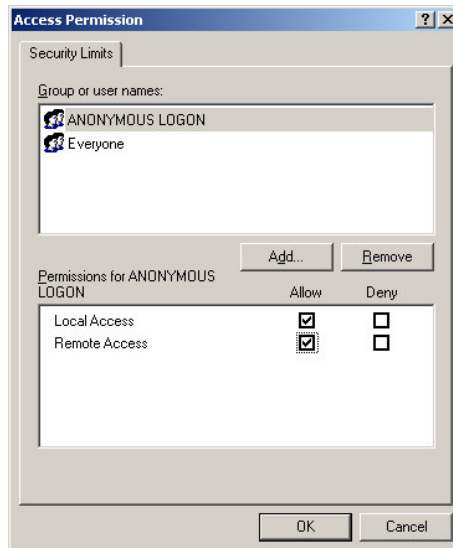 Access Permission
Security Limits
Group or user names:
ANONYMOUS LOGON
Everyone
Add... Remove
Permissions for ANONYMOUS
LOGON Allow Deny
Local Access
Remote Access
OK Cancel